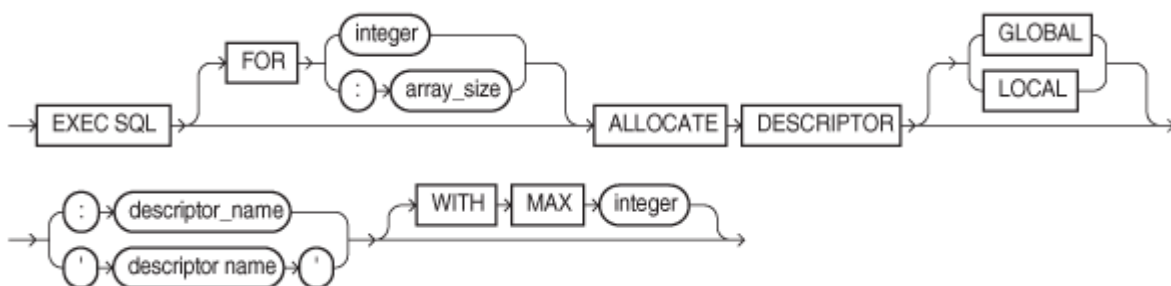 FOR integer GLOBAL
: array_size LOCAL
EXEC SQL ALLOCATE DESCRIPTOR
: descriptor_name WITH MAX integer
' descriptor name '